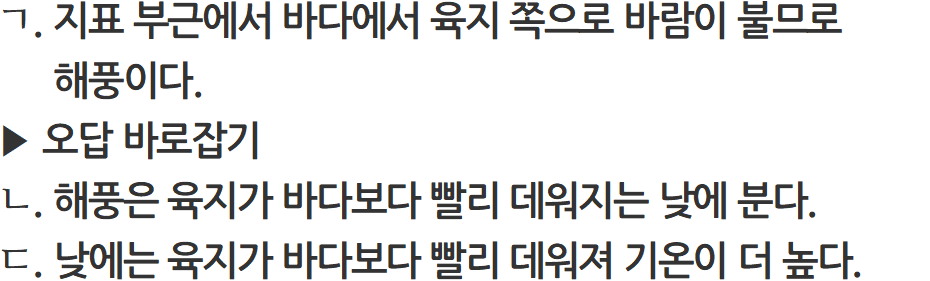 ㄱ. 지표 부근에서 바다에서 육지 쪽으로 바람이 불므로
해풍이다.
▶ 오답 바로잡기
ㄴ. 해풍은 육지가 바다보다 빨리 데워지는 낮에 분다.
ㄷ. 낮에는 육지가 바다보다 빨리 데워져 기온이 더 높다.